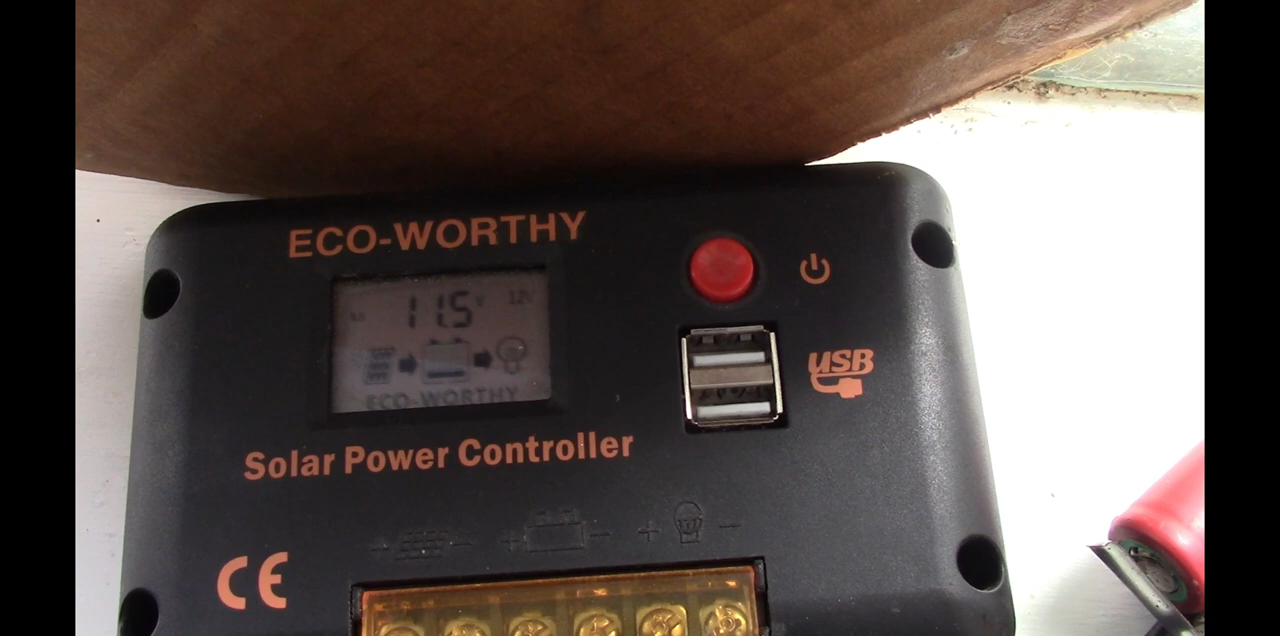 ECO-WORTHY
11.5 V 12V
ECO-WORTHY
USB
Solar Power Controller
+ - + - + -
CE